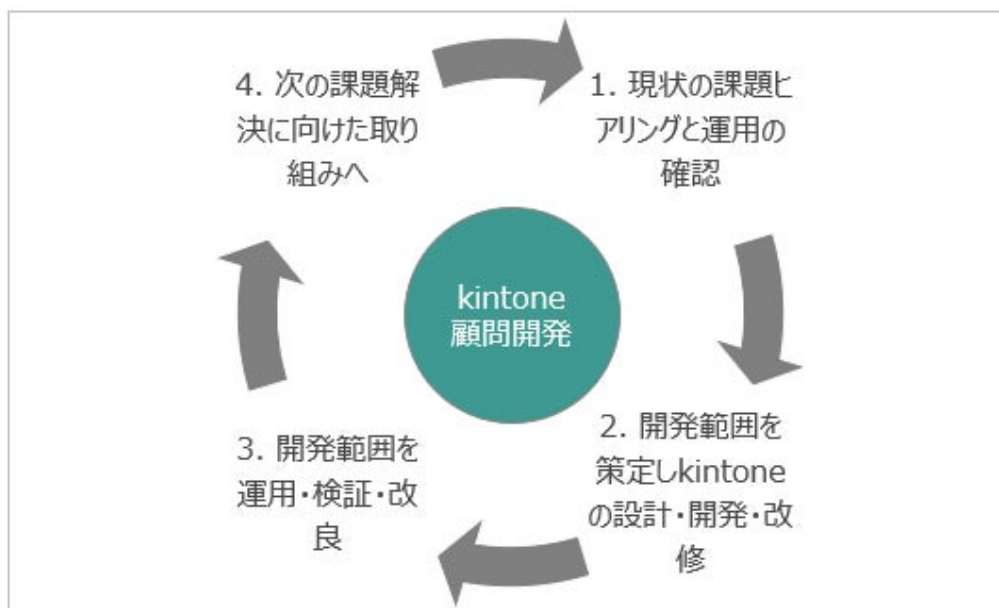 1. 現状の課題ヒ
アリングと運用の
確認
2. 開発範囲を
策定しkintone
の設計・開発・改
修
3. 開発範囲を
運用・検証・改
良
4. 次の課題解
決に向けた取り
組みへ
kintone
顧問開発